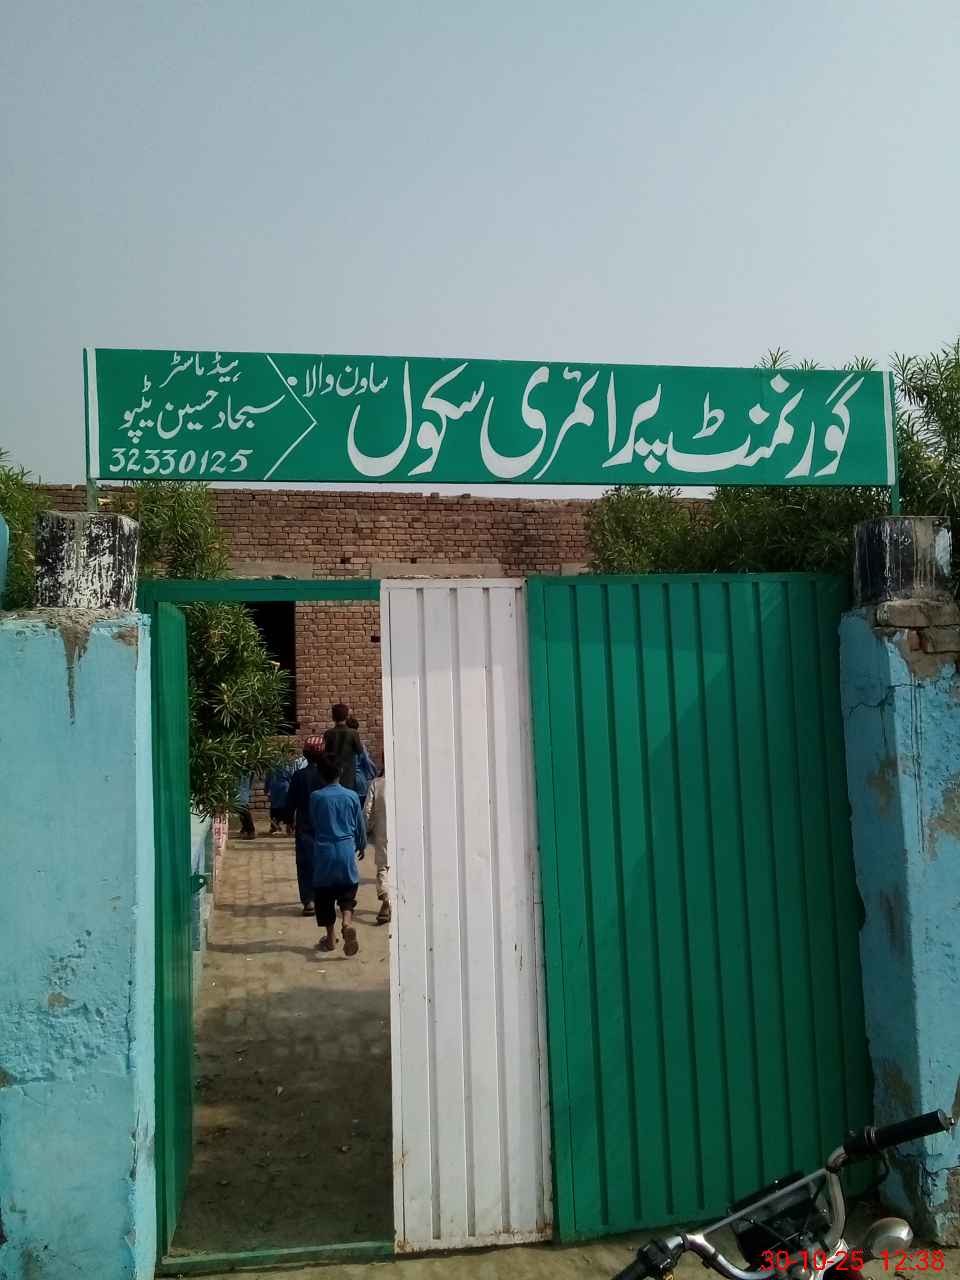 گورنمنٹ پرائمری سکول ساون والا
ہیڈ ماسٹر
سجاد حسین ٹیپو
32330125
30-10-25 12:38